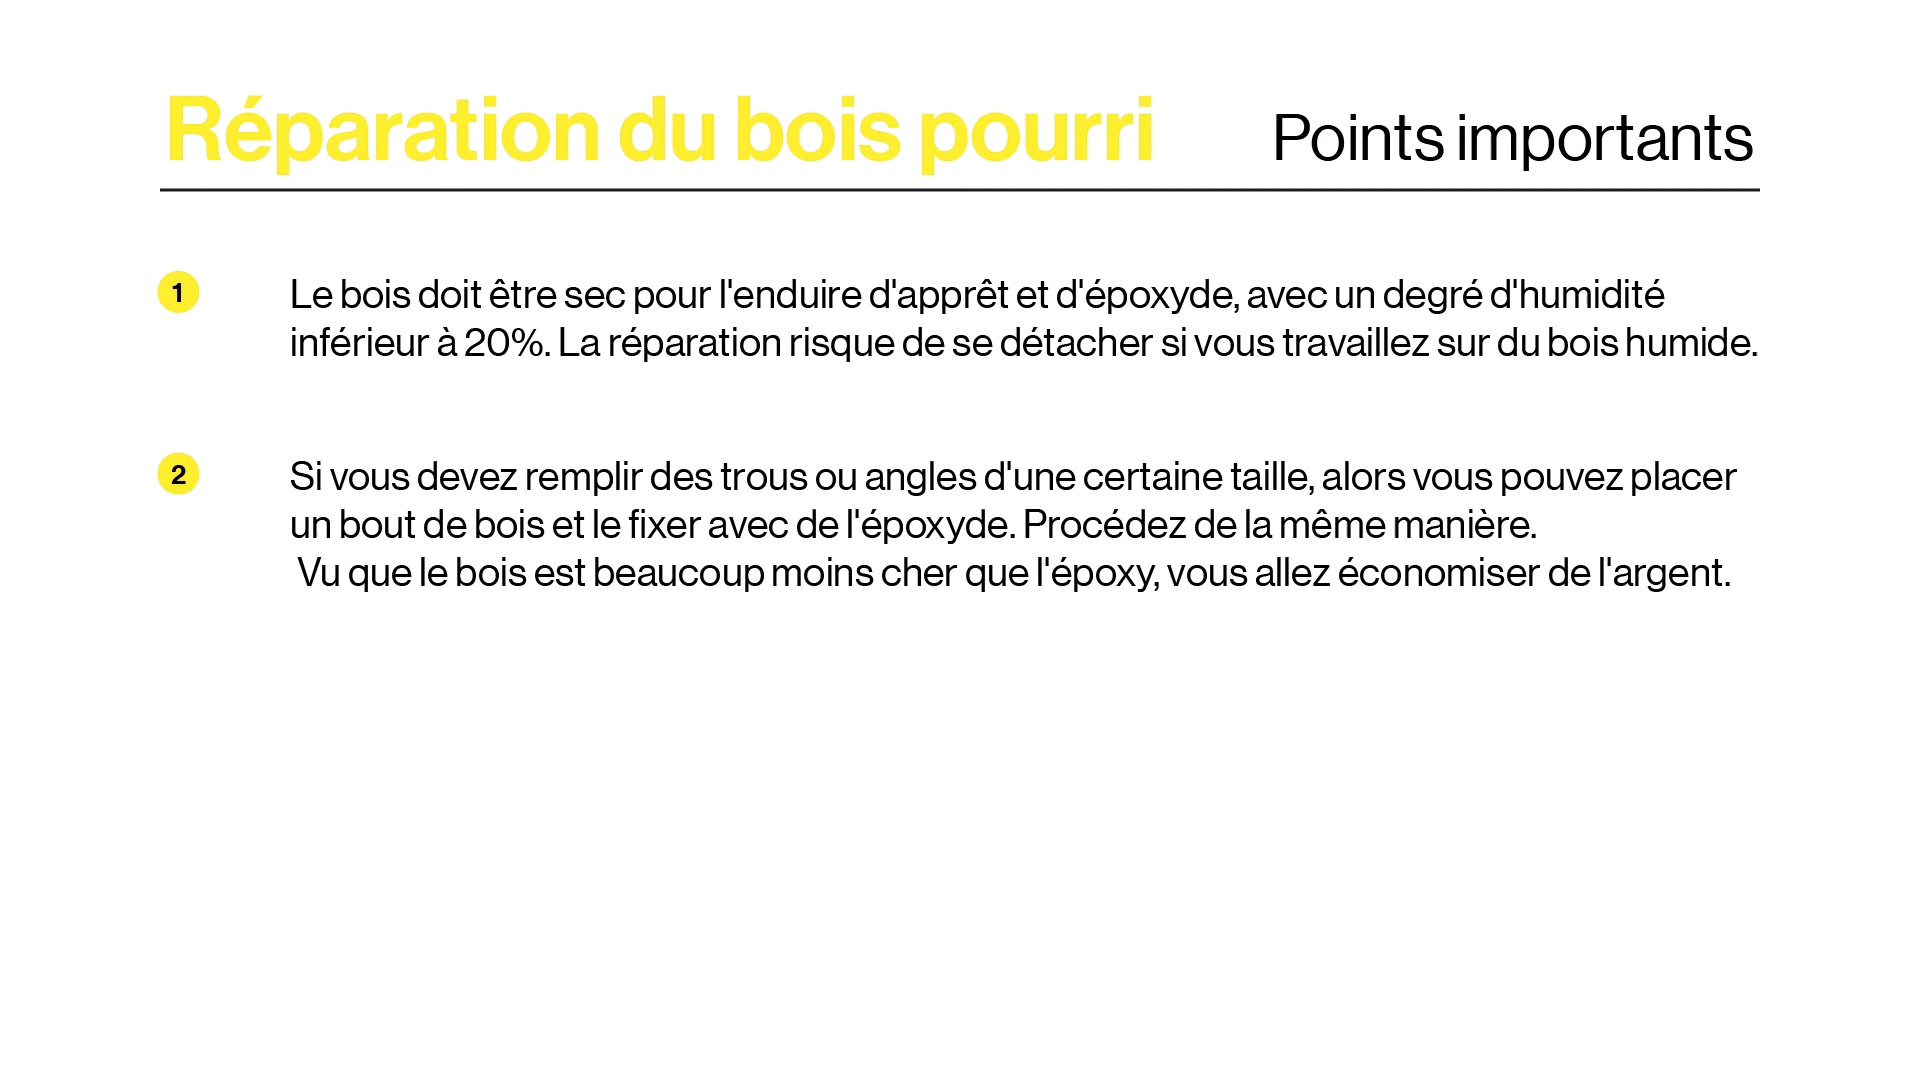 Réparation du bois pourri Points importants
1 Le bois doit être sec pour l'enduire d'apprêt et d'époxyde, avec un degré d'humidité
inférieur à 20%. La réparation risque de se détacher si vous travaillez sur du bois humide.
2 Si vous devez remplir des trous ou angles d'une certaine taille, alors vous pouvez placer
un bout de bois et le fixer avec de l'époxyde. Procédez de la même manière.
Vu que le bois est beaucoup moins cher que l'époxy, vous allez économiser de l'argent.